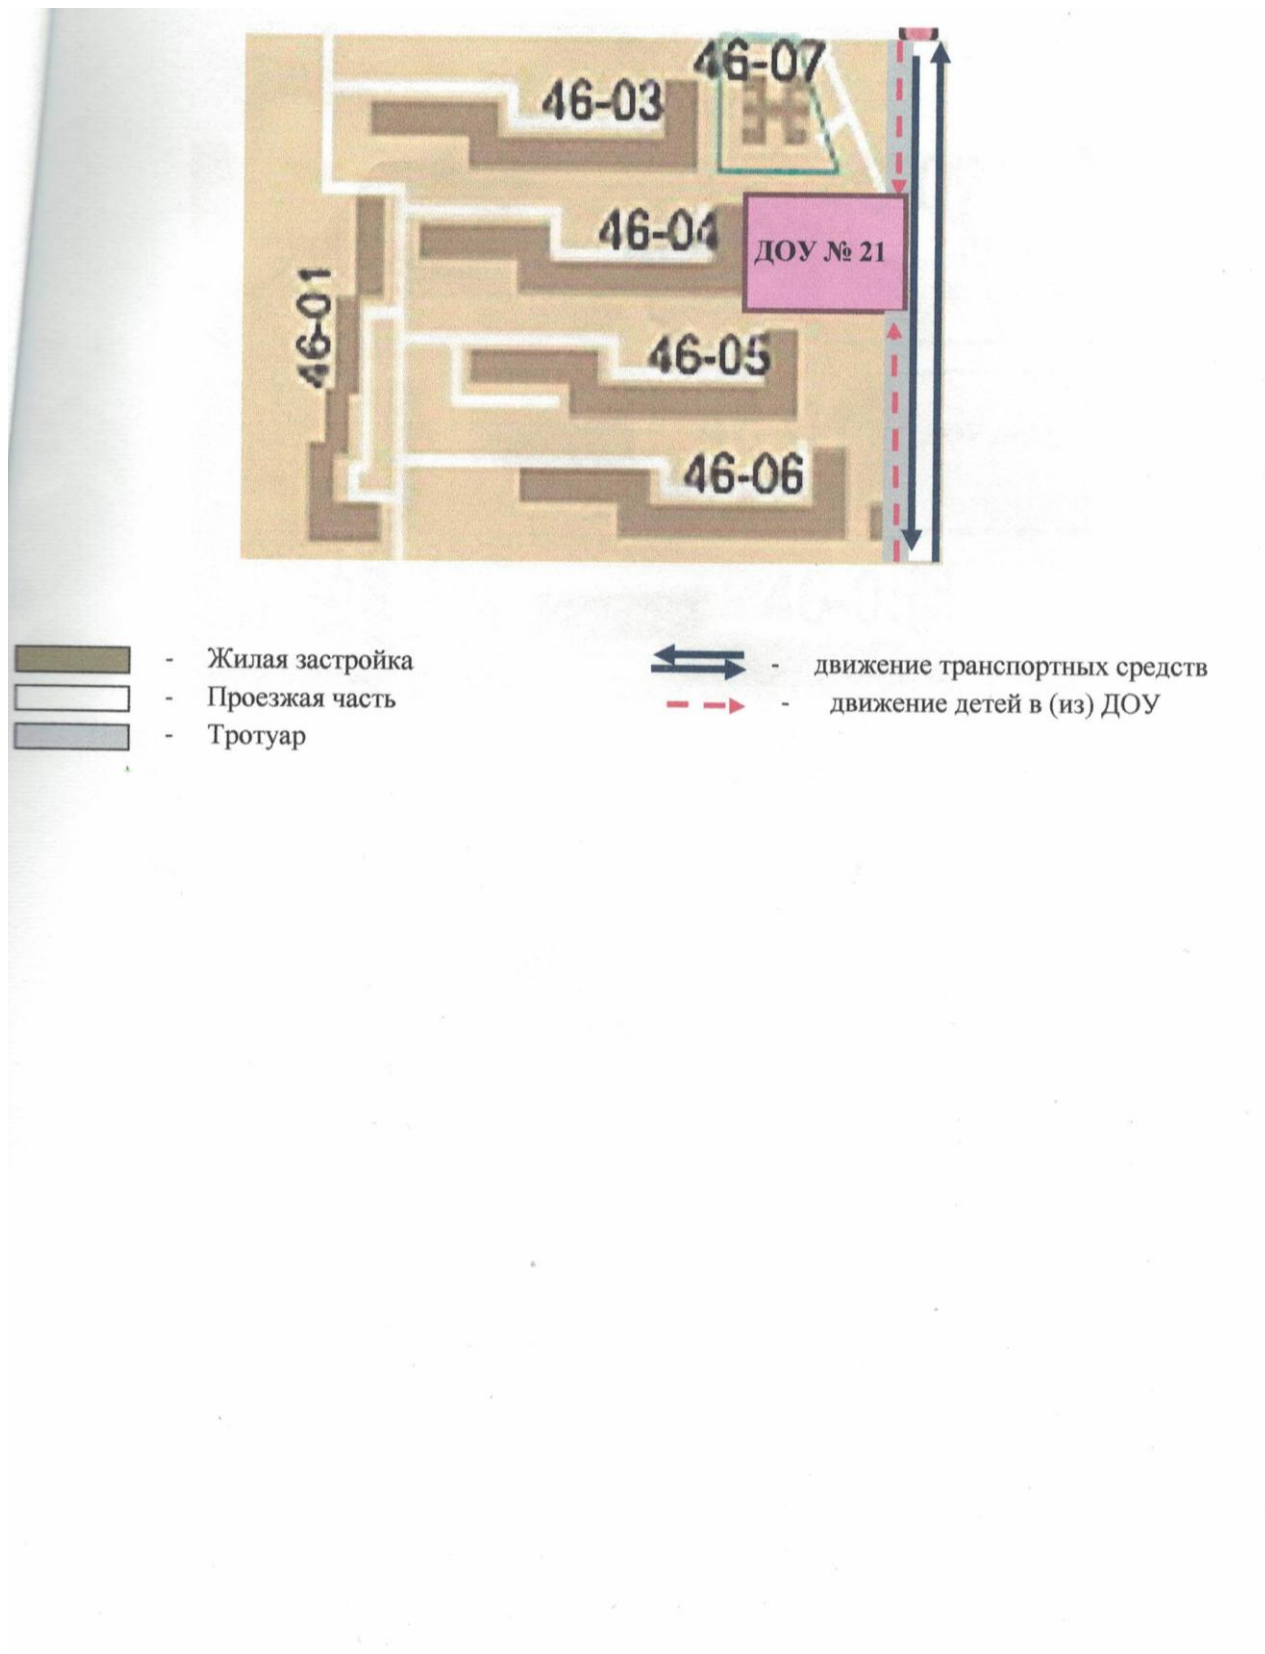 46-07
46-03
46-04
ДОУ № 21
46-01
46-05
46-06
- Жилая застройка
- Проезжая часть
- Тротуар
- движение транспортных средств
- движение детей в (из) ДОУ